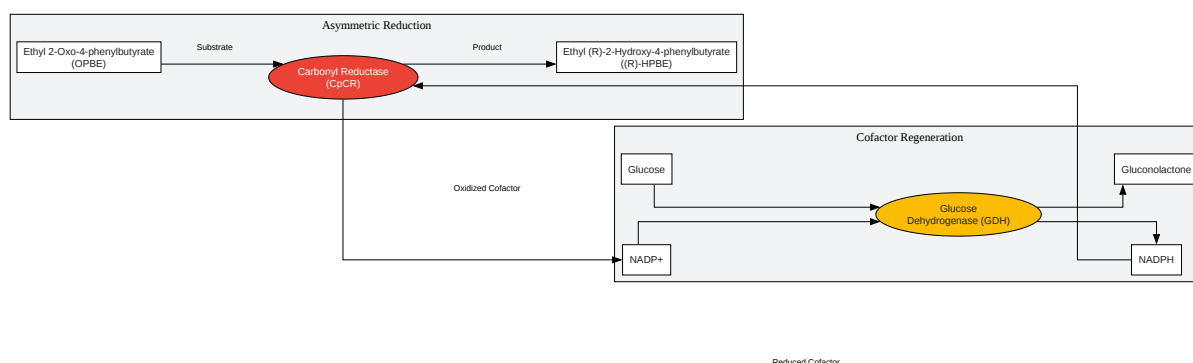 Asymmetric Reduction
Ethyl 2-Oxo-4-phenylbutyrate
(OPBE)
Substrate
Carbonyl Reductase
(CpCR)
Product
Ethyl (R)-2-Hydroxy-4-phenylbutyrate
((R)-HPBE)
Cofactor Regeneration
Glucose
Gluconolactone
Oxidized Cofactor
Glucose
Dehydrogenase (GDH)
NADP+
NADPH
Reduced Cofactor